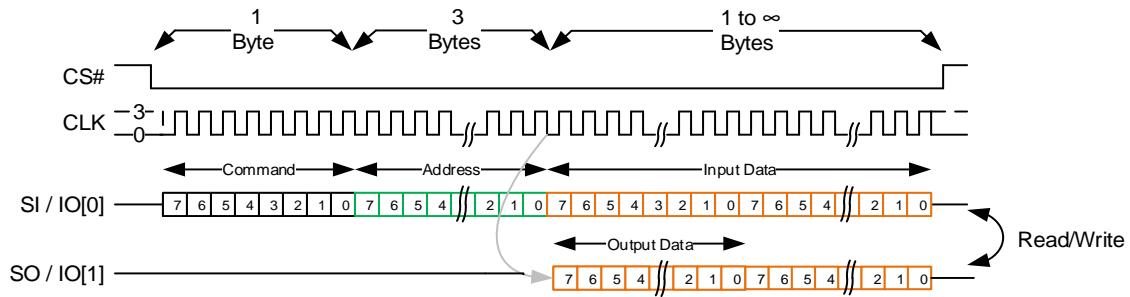 1 3 1 to ∞
Byte Bytes Bytes
CS#
CLK 3
0
Command Address Input Data
SI / IO[0] 7 6 5 4 3 2 1 0 7 6 5 4 2 1 0 7 6 5 4 3 2 1 0 7 6 5 4 2 1 0
Output Data
Read/Write
SO / IO[1] 7 6 5 4 2 1 0 7 6 5 4 2 1 0